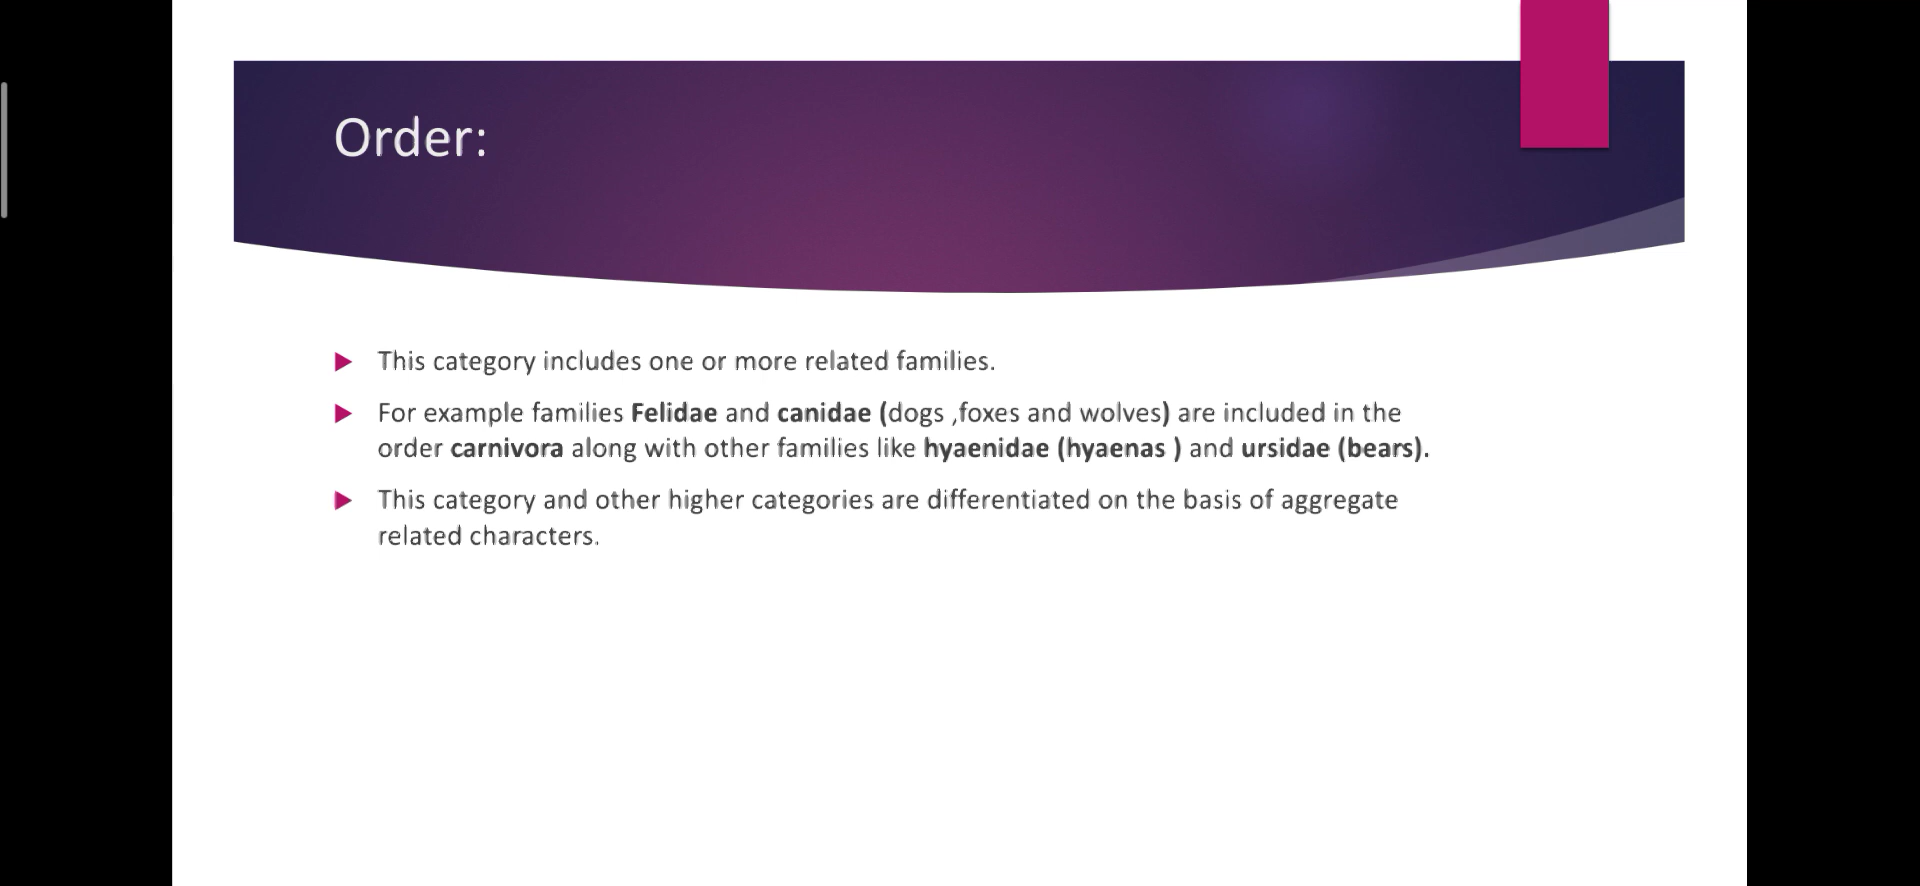 Order:
This category includes one or more related families.
For example families Felidae and canidae (dogs ,foxes and wolves) are included in the
order carnivora along with other families like hyaenidae (hyaenas ) and ursidae (bears).
This category and other higher categories are differentiated on the basis of aggregate
related characters.